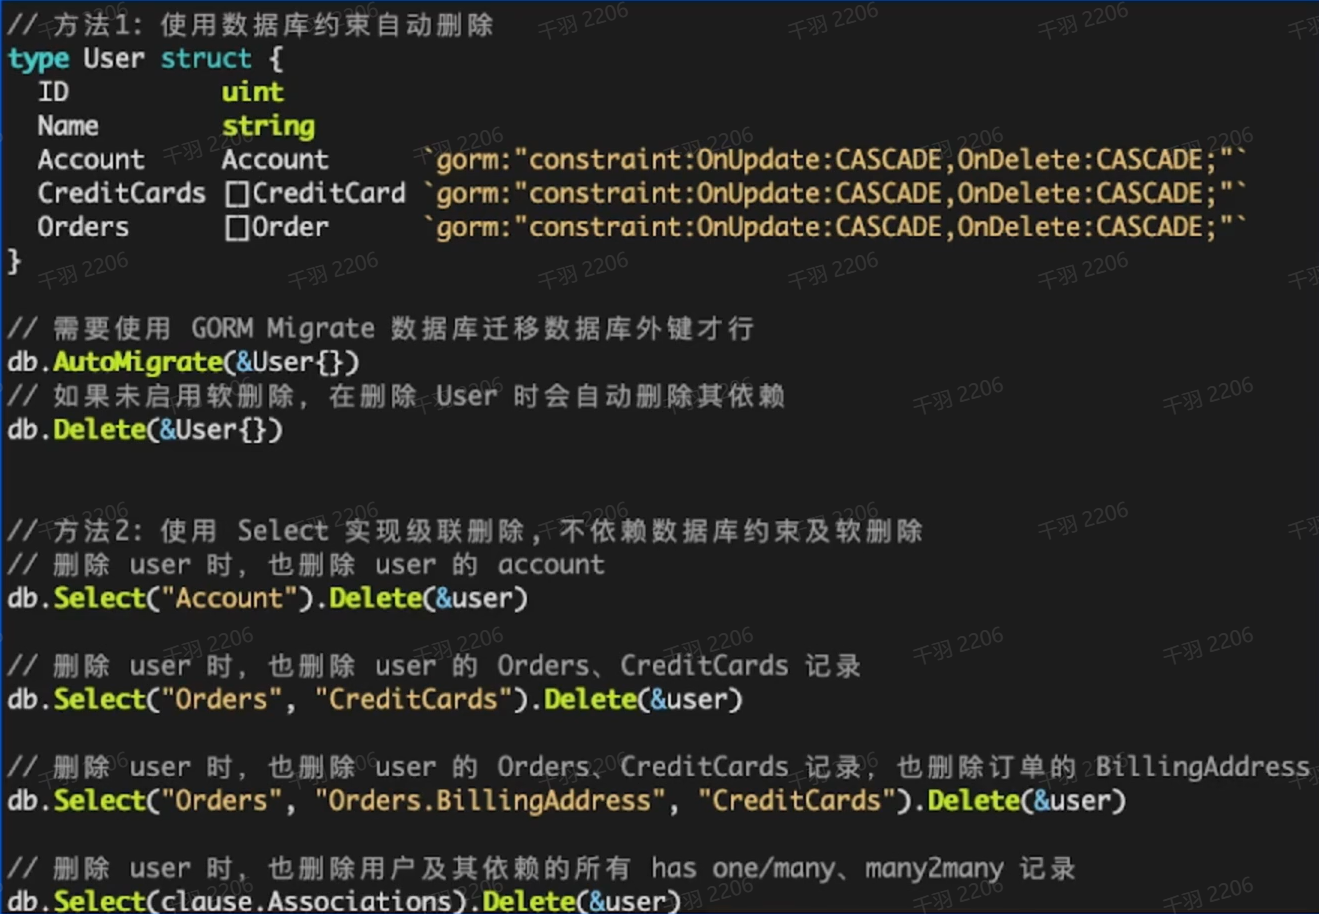 // 方法1: 使用数据库约束自动删除
type User struct {
  ID          uint
  Name        string
  Account     Account      `gorm:"constraint:OnUpdate:CASCADE,OnDelete:CASCADE;"`
  CreditCards []CreditCard `gorm:"constraint:OnUpdate:CASCADE,OnDelete:CASCADE;"`
  Orders      []Order      `gorm:"constraint:OnUpdate:CASCADE,OnDelete:CASCADE;"`
}
// 需要使用 GORM Migrate 数据库迁移数据库外键才行
db.AutoMigrate(&User{})
// 如果未启用软删除, 在删除 User 时会自动删除其依赖
db.Delete(&User{})
// 方法2: 使用 Select 实现级联删除,不依赖数据库约束及软删除
// 删除 user 时, 也删除 user 的 account
db.Select("Account").Delete(&user)
// 删除 user 时, 也删除 user 的 Orders、CreditCards 记录
db.Select("Orders", "CreditCards").Delete(&user)
// 删除 user 时, 也删除 user 的 Orders、CreditCards 记录, 也删除订单的 BillingAddress
db.Select("Orders", "Orders.BillingAddress", "CreditCards").Delete(&user)
// 删除 user 时, 也删除用户及其依赖的所有 has one/many、many2many 记录
db.Select(clause.Associations).Delete(&user)
千羽 2206